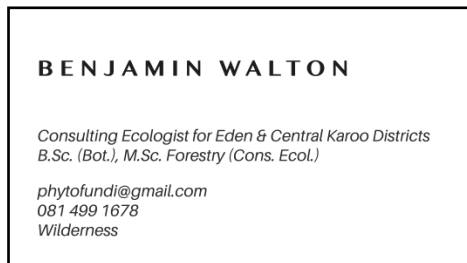 BENJAMIN WALTON
Consulting Ecologist for Eden & Central Karoo Districts
B.Sc. (Bot.), M.Sc. Forestry (Cons. Ecol.)
phytofundi@gmail.com
081 499 1678
Wilderness